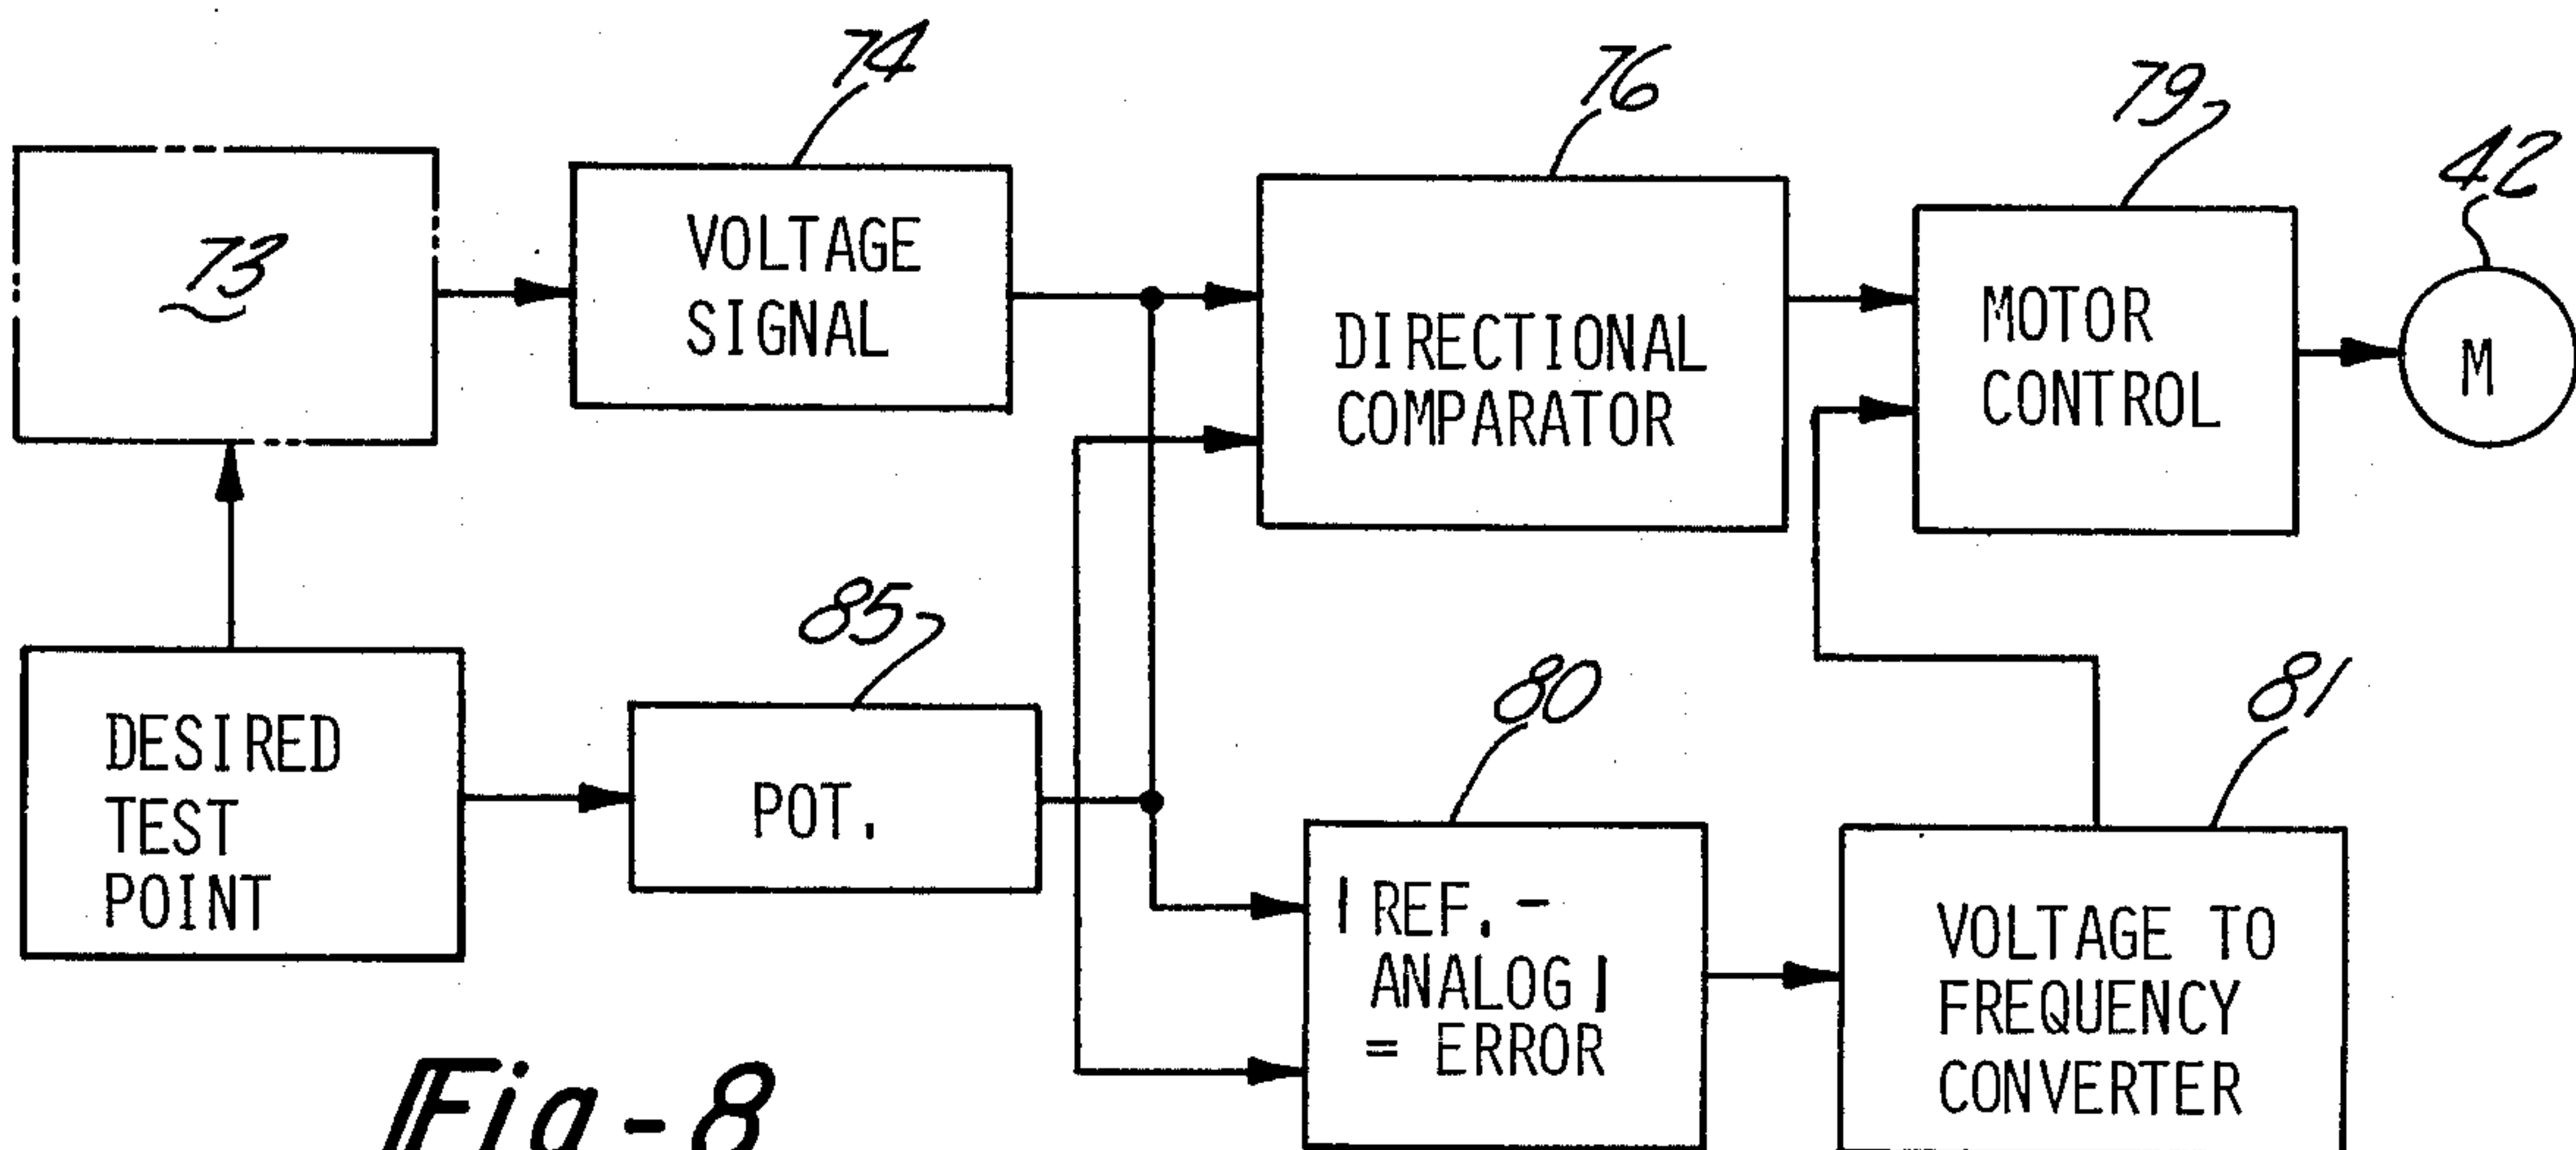 74
76
79
42
73
VOLTAGE
SIGNAL
DIRECTIONAL
COMPARATOR
MOTOR
CONTROL
M
85
80
81
DESIRED
TEST
POINT
POT.
| REF. -
ANALOG |
= ERROR
VOLTAGE TO
FREQUENCY
CONVERTER
Fig-8